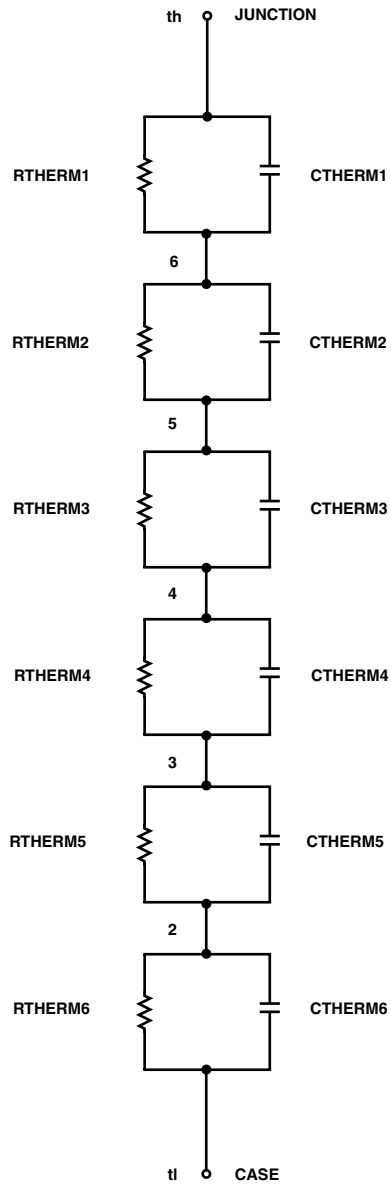 th JUNCTION
RTHERM1 CTHERM1
6
RTHERM2 CTHERM2
5
RTHERM3 CTHERM3
4
RTHERM4 CTHERM4
3
RTHERM5 CTHERM5
2
RTHERM6 CTHERM6
tl CASE